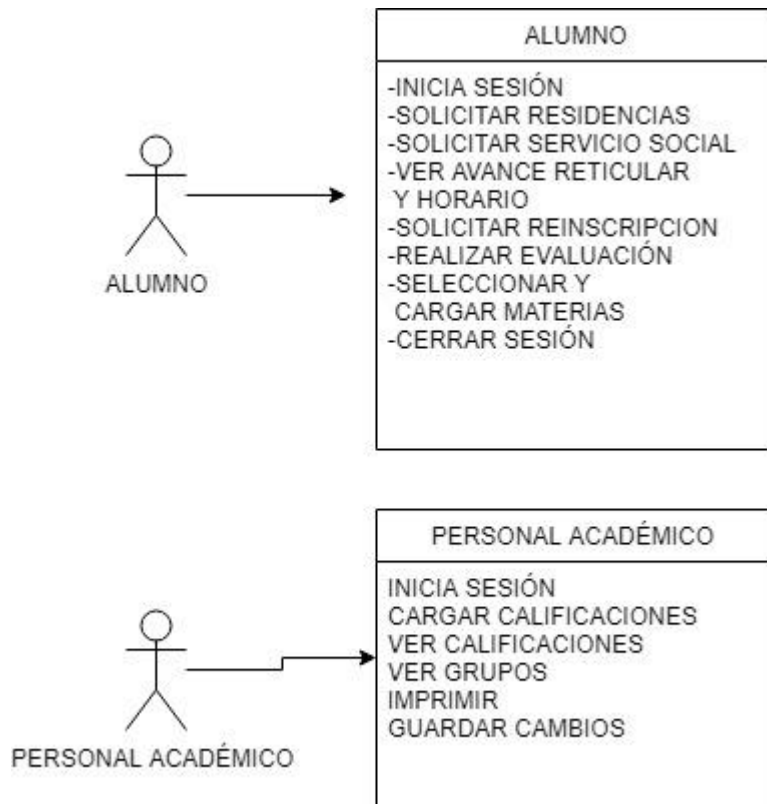 ALUMNO
-INICIA SESIÓN
-SOLICITAR RESIDENCIAS
-SOLICITAR SERVICIO SOCIAL
-VER AVANCE RETICULAR
Y HORARIO
-SOLICITAR REINSCRIPCION
-REALIZAR EVALUACIÓN
-SELECCIONAR Y
CARGAR MATERIAS
-CERRAR SESIÓN
ALUMNO
PERSONAL ACADÉMICO
INICIA SESIÓN
CARGAR CALIFICACIONES
VER CALIFICACIONES
VER GRUPOS
IMPRIMIR
GUARDAR CAMBIOS
PERSONAL ACADÉMICO